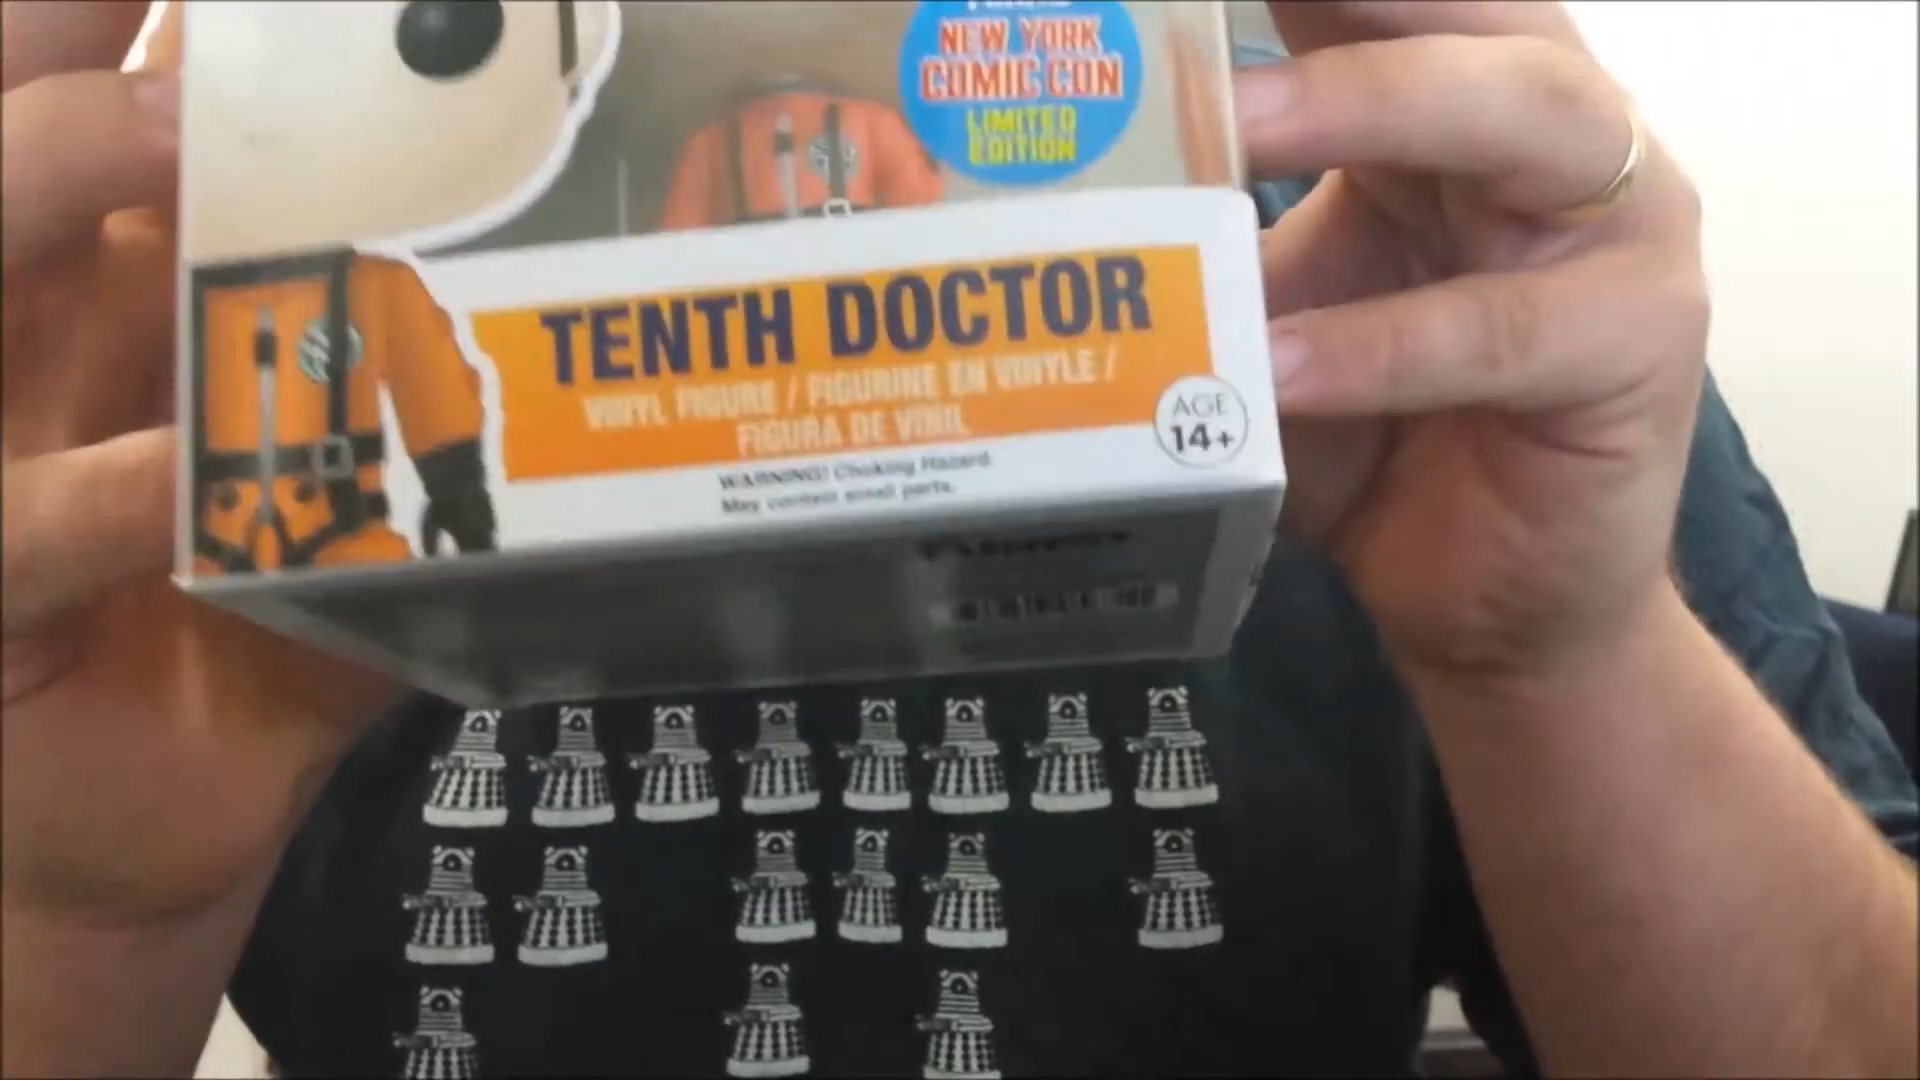 NEW YORK
COMIC CON
LIMITED
EDITION
TENTH DOCTOR
VINYL FIGURE / FIGURINE EN VINYLE /
FIGURA DE VINIL
AGE
14+
WARNING! Choking Hazard.
May contain small parts.